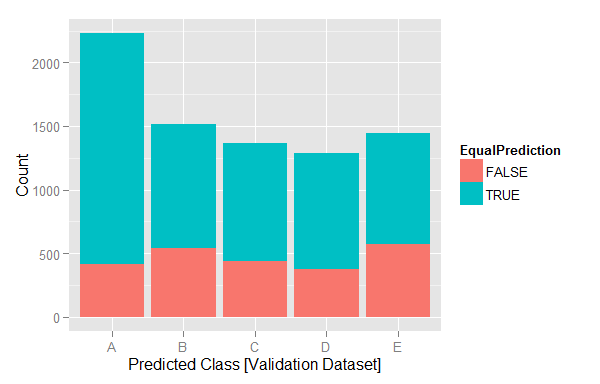 2000
1500
1000
500
0
Count
A B C D E
Predicted Class [Validation Dataset]
EqualPrediction
FALSE
TRUE